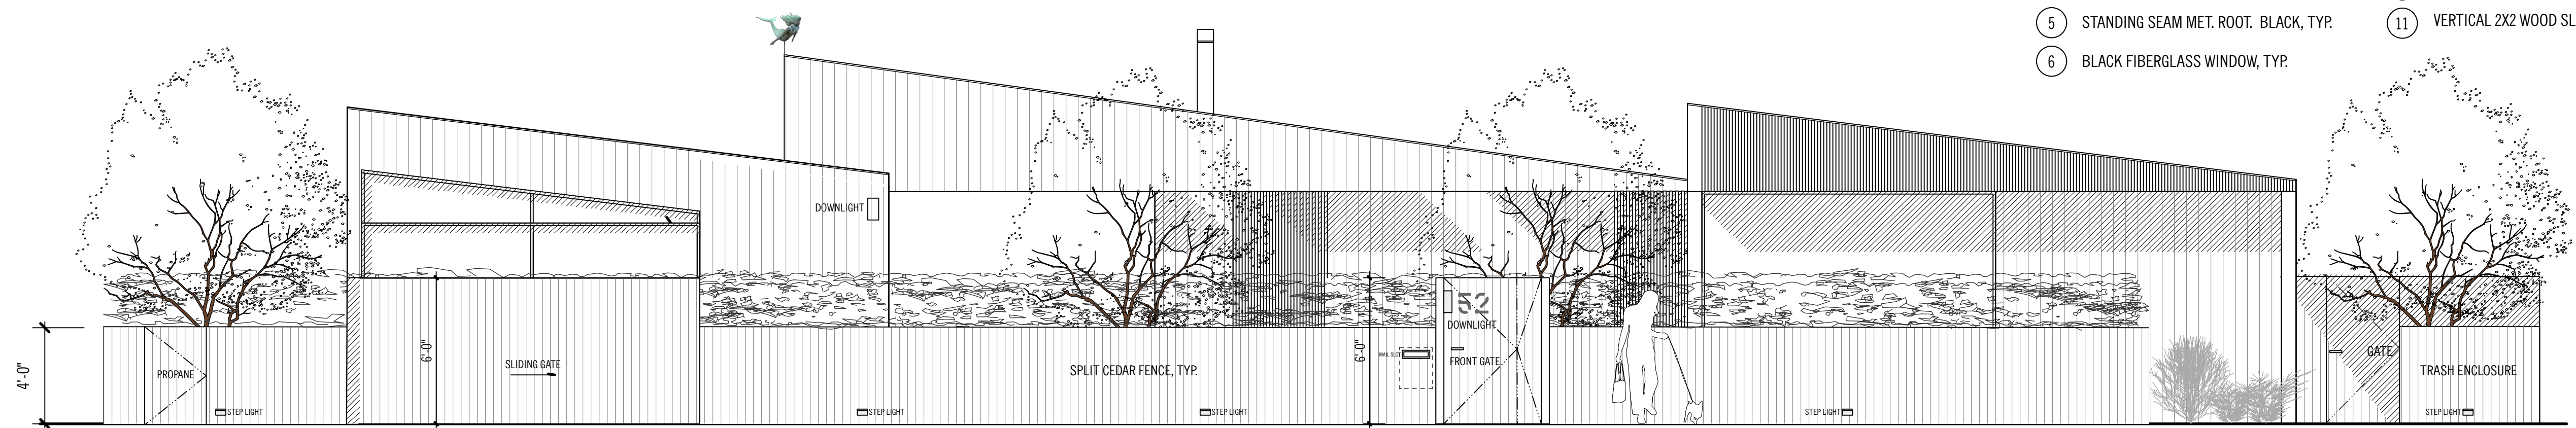 5 STANDING SEAM MET. ROOT. BLACK, TYP.
11 VERTICAL 2X2 WOOD SL
6 BLACK FIBERGLASS WINDOW, TYP.
DOWNLIGHT
52
DOWNLIGHT
4'-0"
PROPANE
6'-0"
SLIDING GATE
SPLIT CEDAR FENCE, TYP.
6'-0"
MAIL SLOT
FRONT GATE
GATE
TRASH ENCLOSURE
STEP LIGHT
STEP LIGHT
STEP LIGHT
STEP LIGHT
STEP LIGHT